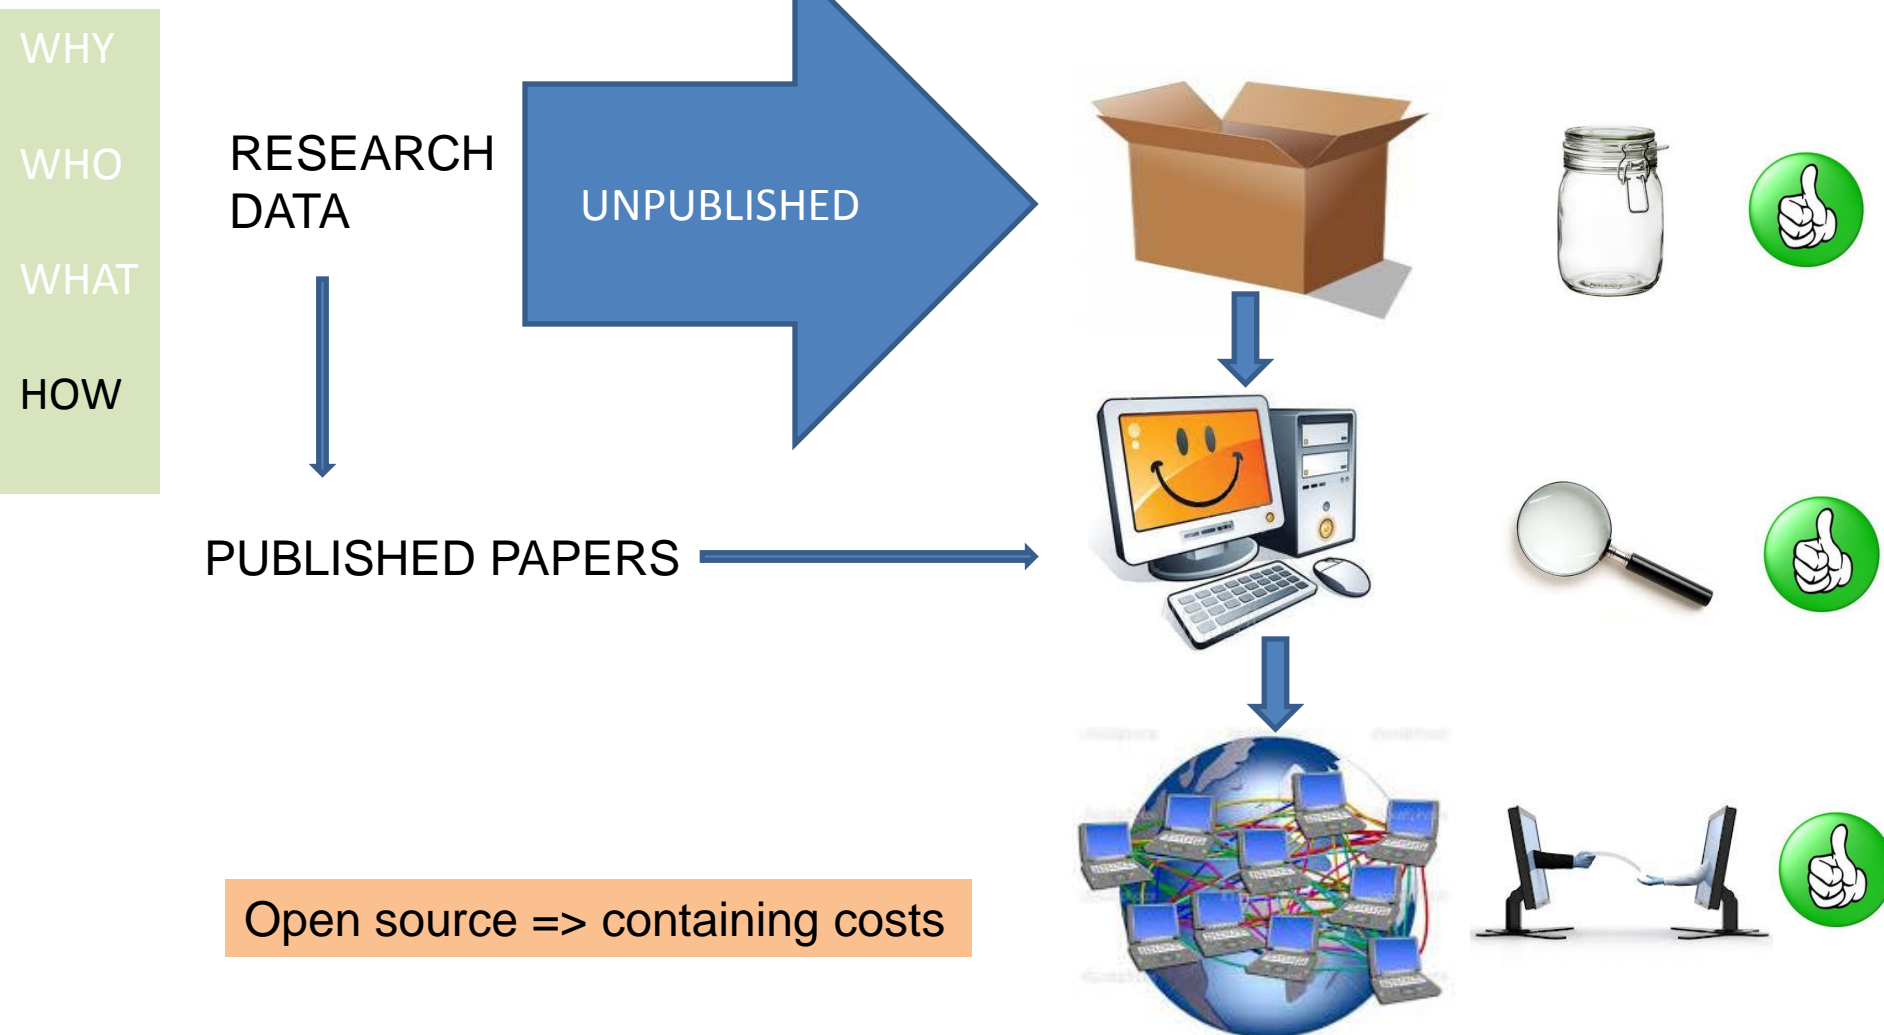 WHY
WHO
WHAT
HOW
RESEARCH
DATA
UNPUBLISHED
PUBLISHED PAPERS
Open source => containing costs